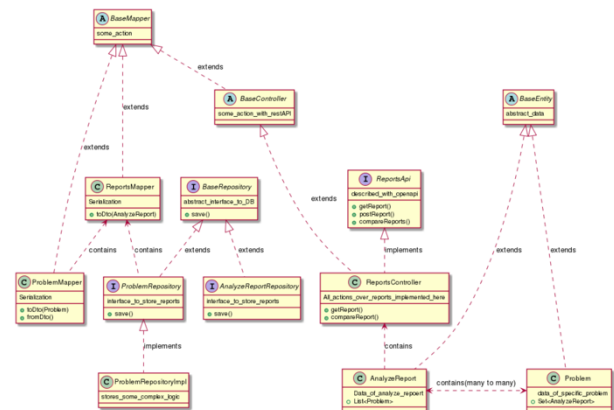 A BaseMapper
some_action
extends
A BaseController
some_action_with_restAPI
A BaseEntity
abstract_data
extends
extends
C ReportsMapper
Serialization
toDto(AnalyzeReport)
I BaseRepository
abstract_interface_to_DB
save()
I ReportsApi
described_with_openapi
getReport()
postReport()
compareReports()
extends
contains
contains
extends
extends
implements
extends
extends
C ProblemMapper
Serialization
toDto(Problem)
fromDto()
I ProblemRepository
interface_to_store_reports
save()
I AnalyzeReportRepository
interface_to_store_reports
save()
C ReportsController
All_actions_over_reports_implemented_here
getReport()
compareReport()
implements
contains
C ProblemRepositoryImpl
stores_some_complex_logic
C AnalyzeReport
Data_of_analyze_repoert
List<Problem>
contains(many to many)
C Problem
data_of_specific_problem
Set<AnalyzeReport>